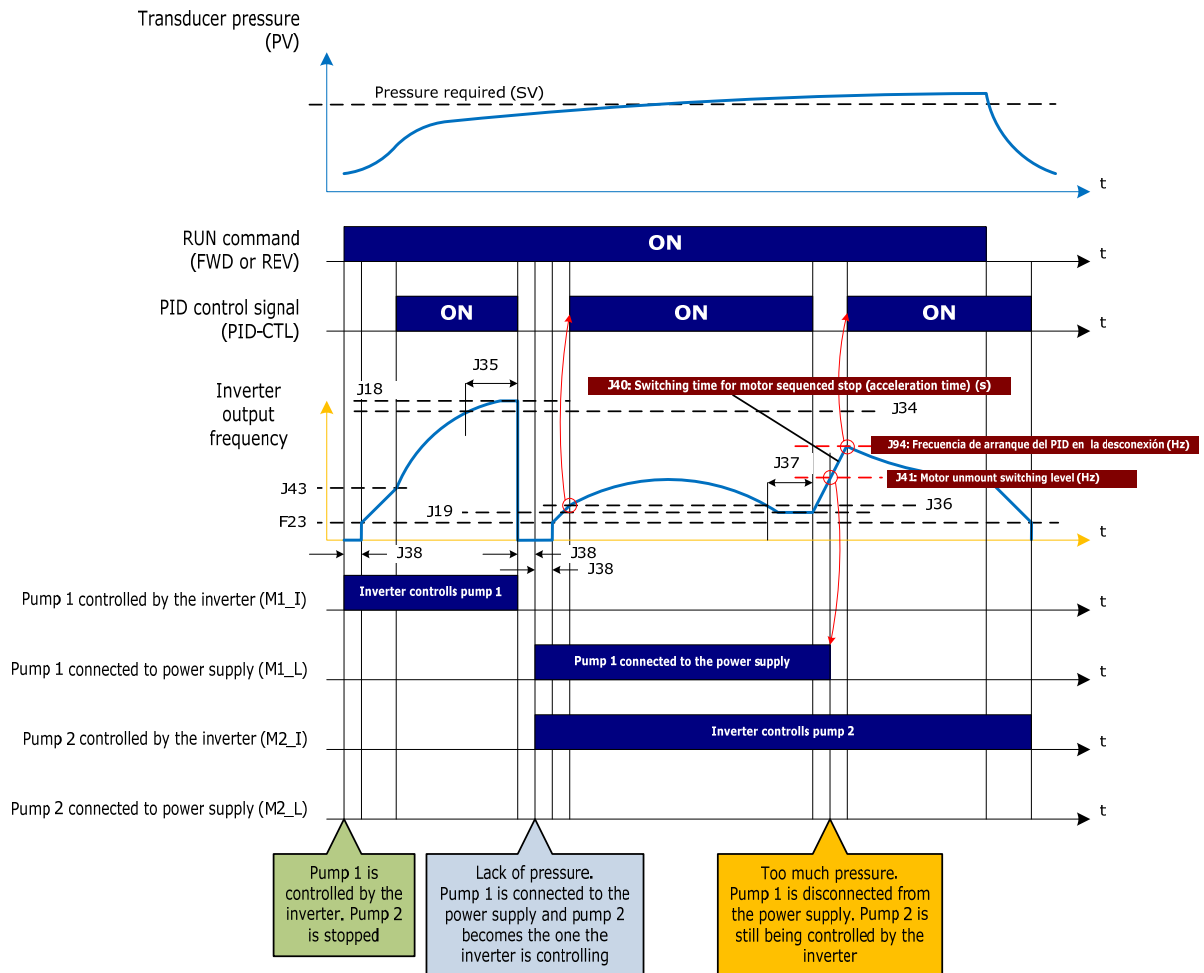 Transducer pressure
(PV)
Pressure required (SV)
t
RUN command
(FWD or REV)
ON
t
PID control signal
(PID-CTL)
ON
ON
ON
t
Inverter
output
frequency
J18
J35
J40: Switching time for motor sequenced stop (acceleration time) (s)
J34
J94: Frecuencia de arranque del PID en la desconexión (Hz)
J37
J41: Motor unmount switching level (Hz)
J43
J19
J36
F23
t
J38
J38
J38
Pump 1 controlled by the inverter (M1_I)
Inverter controlls pump 1
t
Pump 1 connected to power supply (M1_L)
Pump 1 connected to the power supply
t
Pump 2 controlled by the inverter (M2_I)
Inverter controlls pump 2
t
Pump 2 connected to power supply (M2_L)
t
Pump 1 is
controlled by the
inverter. Pump 2
is stopped
Lack of pressure.
Pump 1 is connected to the
power supply and pump 2
becomes the one the
inverter is controlling
Too much pressure.
Pump 1 is disconnected from
the power supply. Pump 2 is
still being controlled by the
inverter